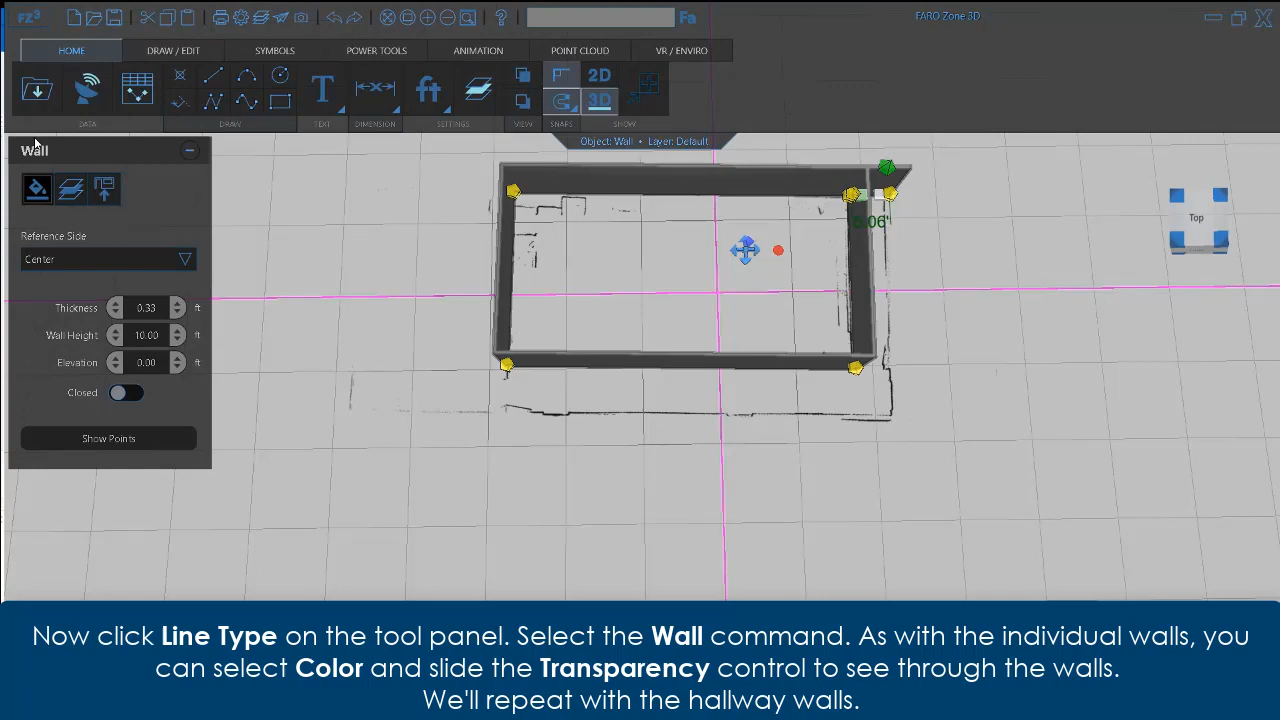 FZ³
Fa
FARO Zone 3D
HOME DRAW / EDIT SYMBOLS POWER TOOLS ANIMATION POINT CLOUD VR / ENVIRO
T ft 2D
3D
DATA DRAW TEXT DIMENSION SETTINGS VIEW SNAPS SHOW
Wall
Object: Wall • Layer: Default
Top
Reference Side
Center
Thickness 0.33 ft
Wall Height 10.00 ft
Elevation 0.00 ft
Closed
Show Points
Now click Line Type on the tool panel. Select the Wall command. As with the individual walls, you
can select Color and slide the Transparency control to see through the walls.
We'll repeat with the hallway walls.